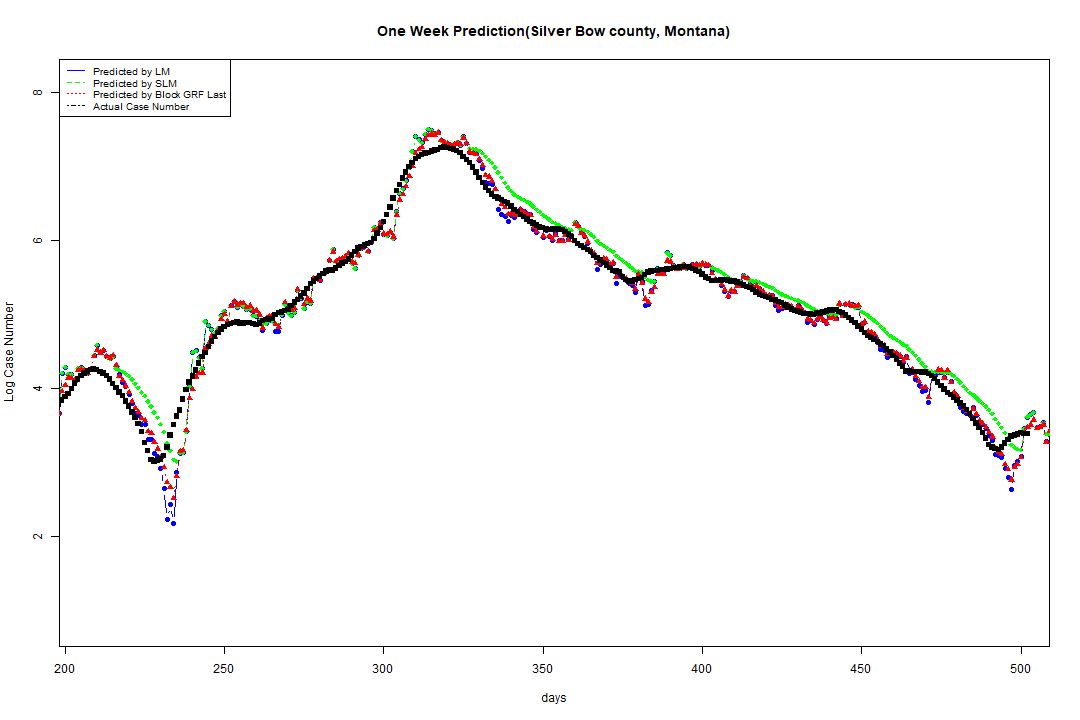 One Week Prediction(Silver Bow county, Montana)
Predicted by LM
Predicted by SLM
Predicted by Block GRF Last
Actual Case Number
8
6
4
2
Log Case Number
200 250 300 350 400 450 500
days